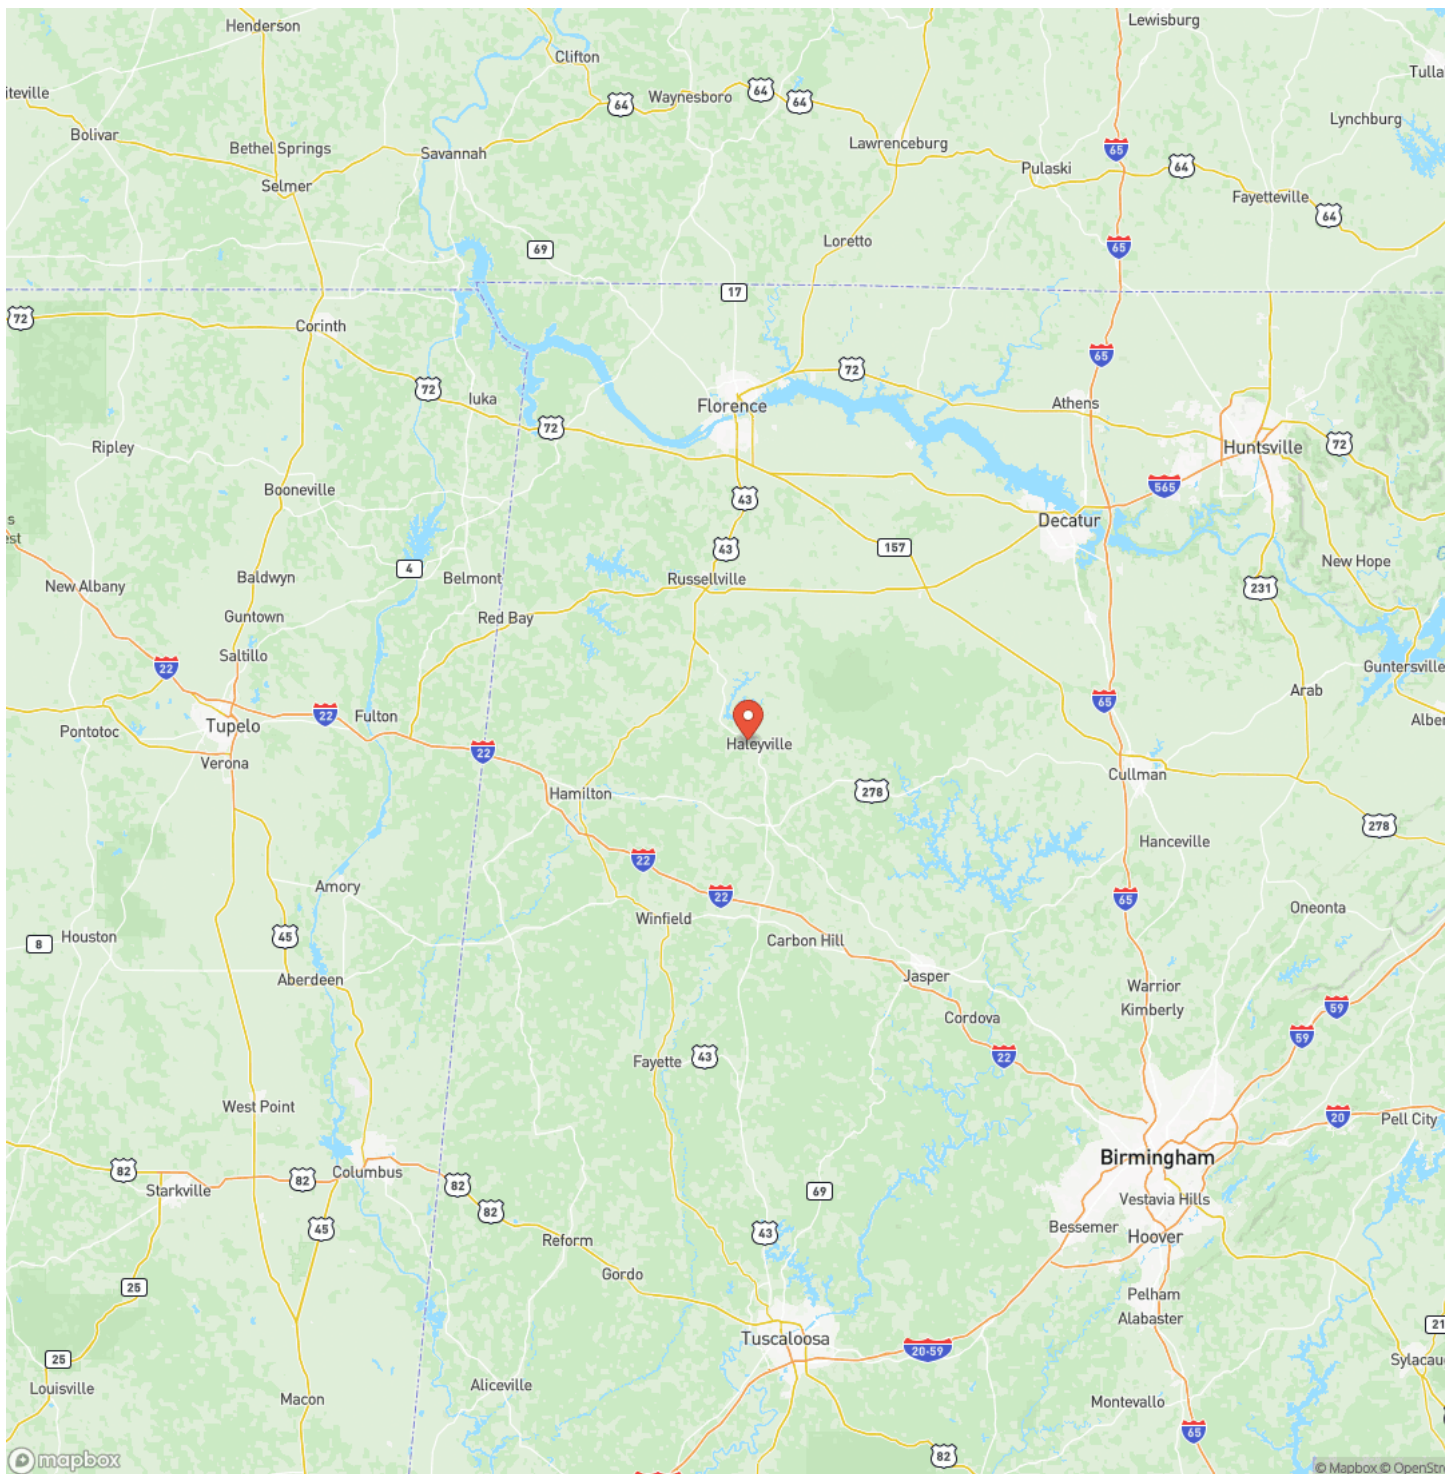 Henderson
Lewisburg
Clifton
Tulla
iteville
64
Waynesboro
64
64
64
Lynchburg
Bolivar
Bethel Springs
Savannah
Lawrenceburg
65
64
Pulaski
Selmer
Fayetteville
64
Loretto
69
65
17
72
Corinth
65
72
72
Iuka
Florence
Athens
72
Ripley
Huntsville
72
Booneville
43
565
s
est
Decatur
43
157
4
New Albany
Baldwyn
Belmont
Russellville
New Hope
231
Guntown
Red Bay
Saltillo
22
Guntersville
Arab
65
22
Fulton
Pontotoc
Tupelo
Alber
Haleyville
22
Verona
Cullman
Hamilton
278
278
Hanceville
22
Amory
22
65
Winfield
Oneonta
8
Houston
45
Carbon Hill
Aberdeen
Jasper
Warrior
Kimberly
59
Cordova
59
Fayette
43
22
West Point
20
Pell City
Birmingham
82
Columbus
82
82
Starkville
69
Vestavia Hills
82
45
Bessemer
43
Hoover
Reform
Gordo
25
Pelham
Alabaster
21
Tuscaloosa
20-59
25
Sylacau
Louisville
Aliceville
Macon
Montevallo
65
82
mapbox
© Mapbox © OpenStre